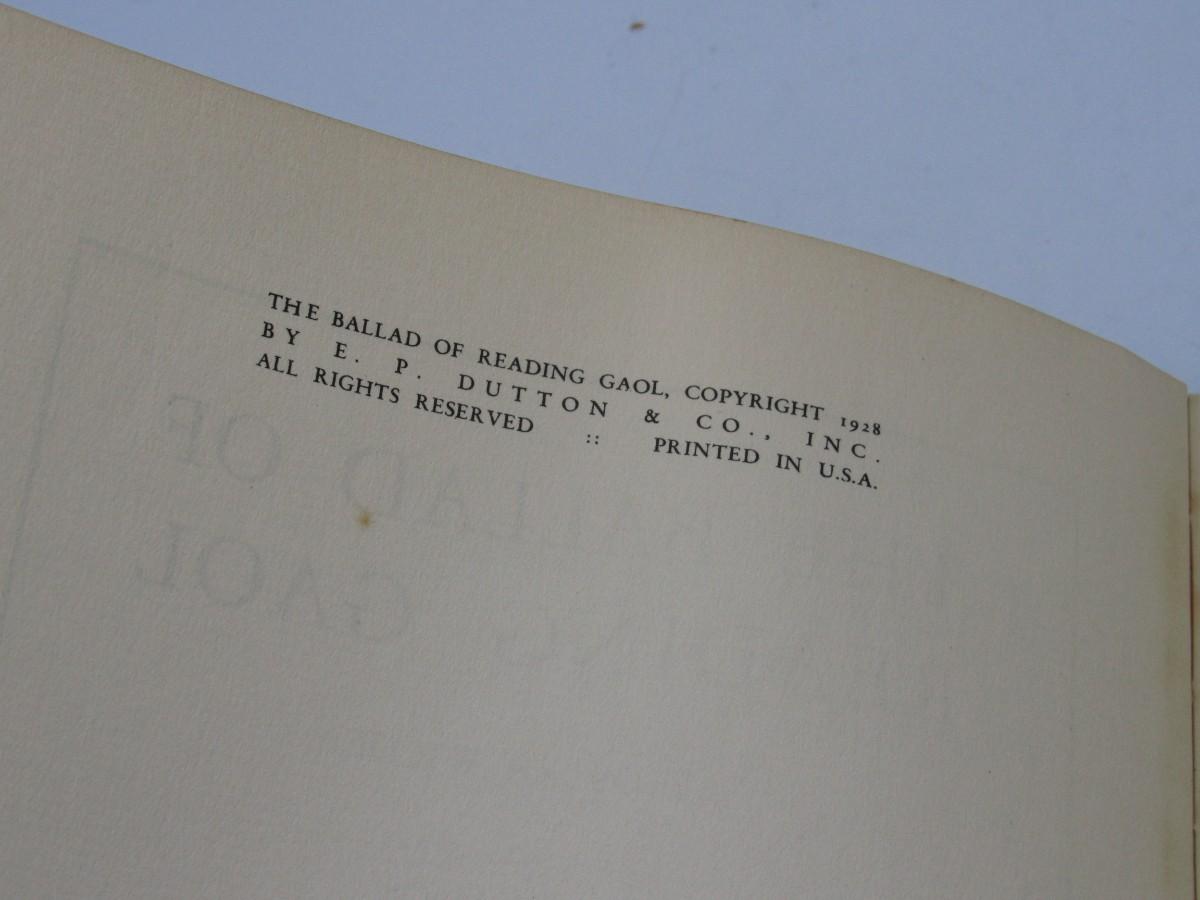 THE BALLAD OF READING GAOL, COPYRIGHT 1928
BY E. P. DUTTON & CO., INC.
ALL RIGHTS RESERVED :: PRINTED IN U.S.A.